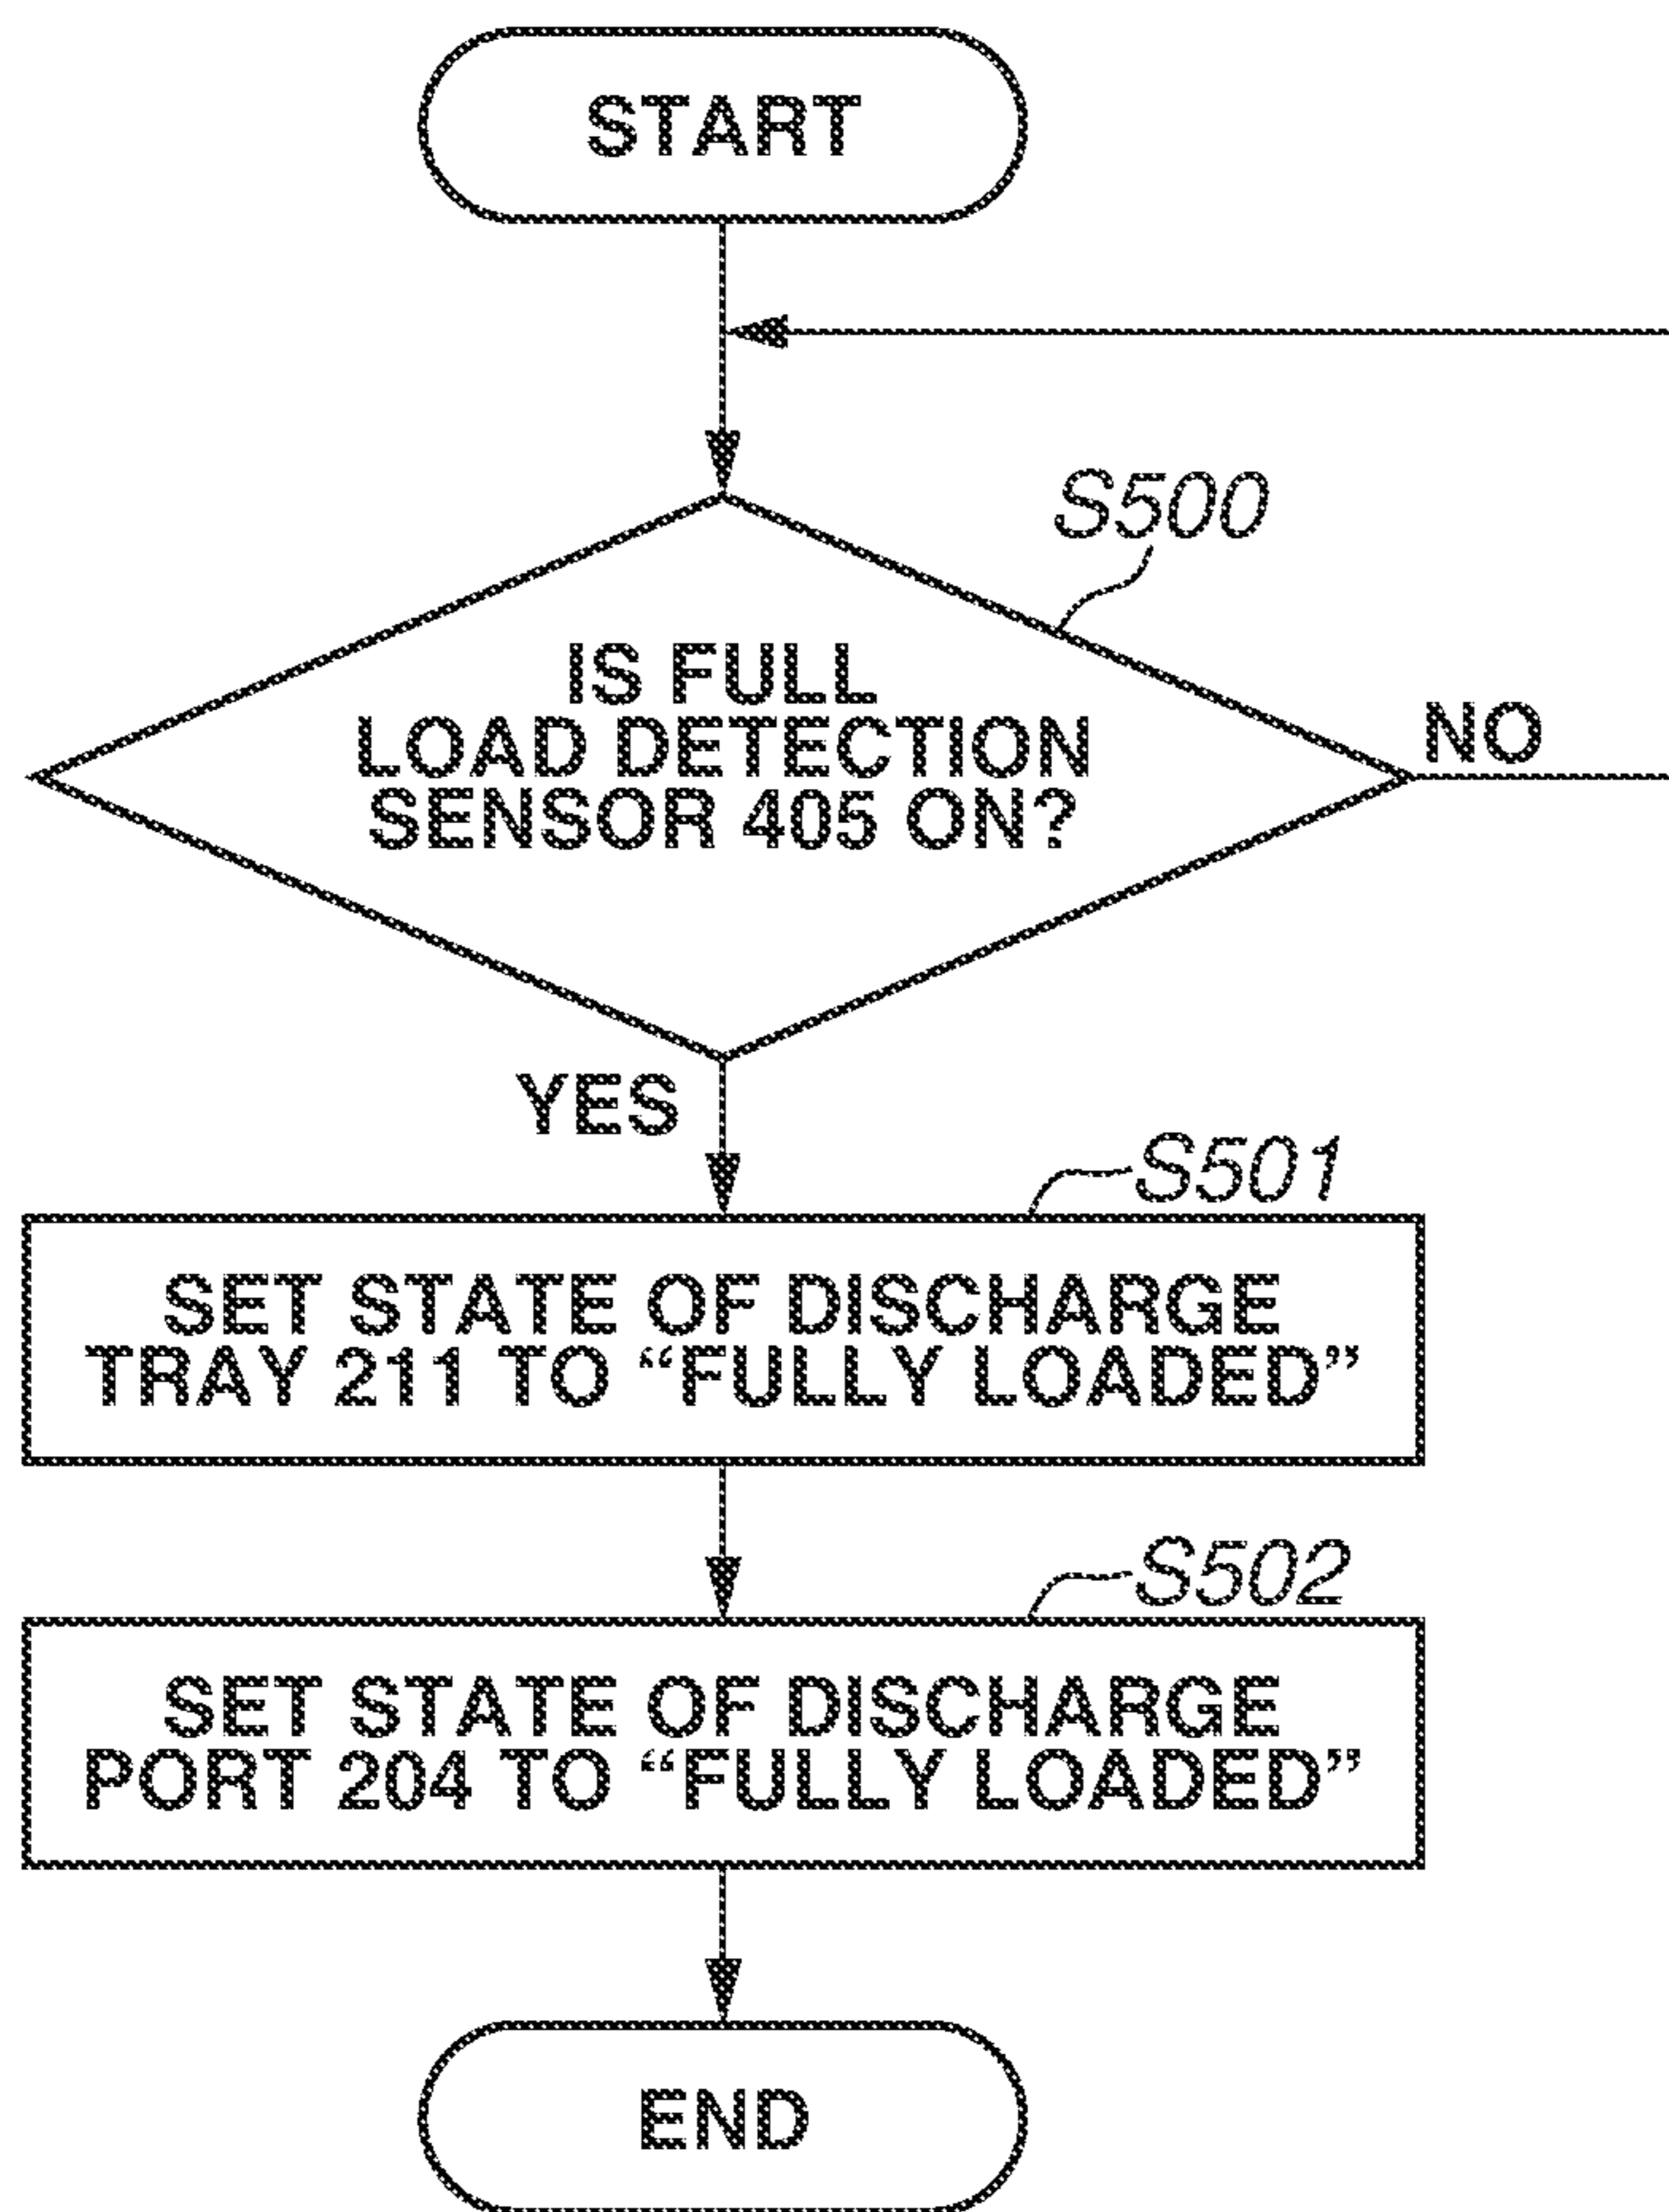 START
S500
IS FULL
LOAD DETECTION
SENSOR 405 ON?
NO
YES
S501
SET STATE OF DISCHARGE
TRAY 211 TO “FULLY LOADED”
S502
SET STATE OF DISCHARGE
PORT 204 TO “FULLY LOADED”
END